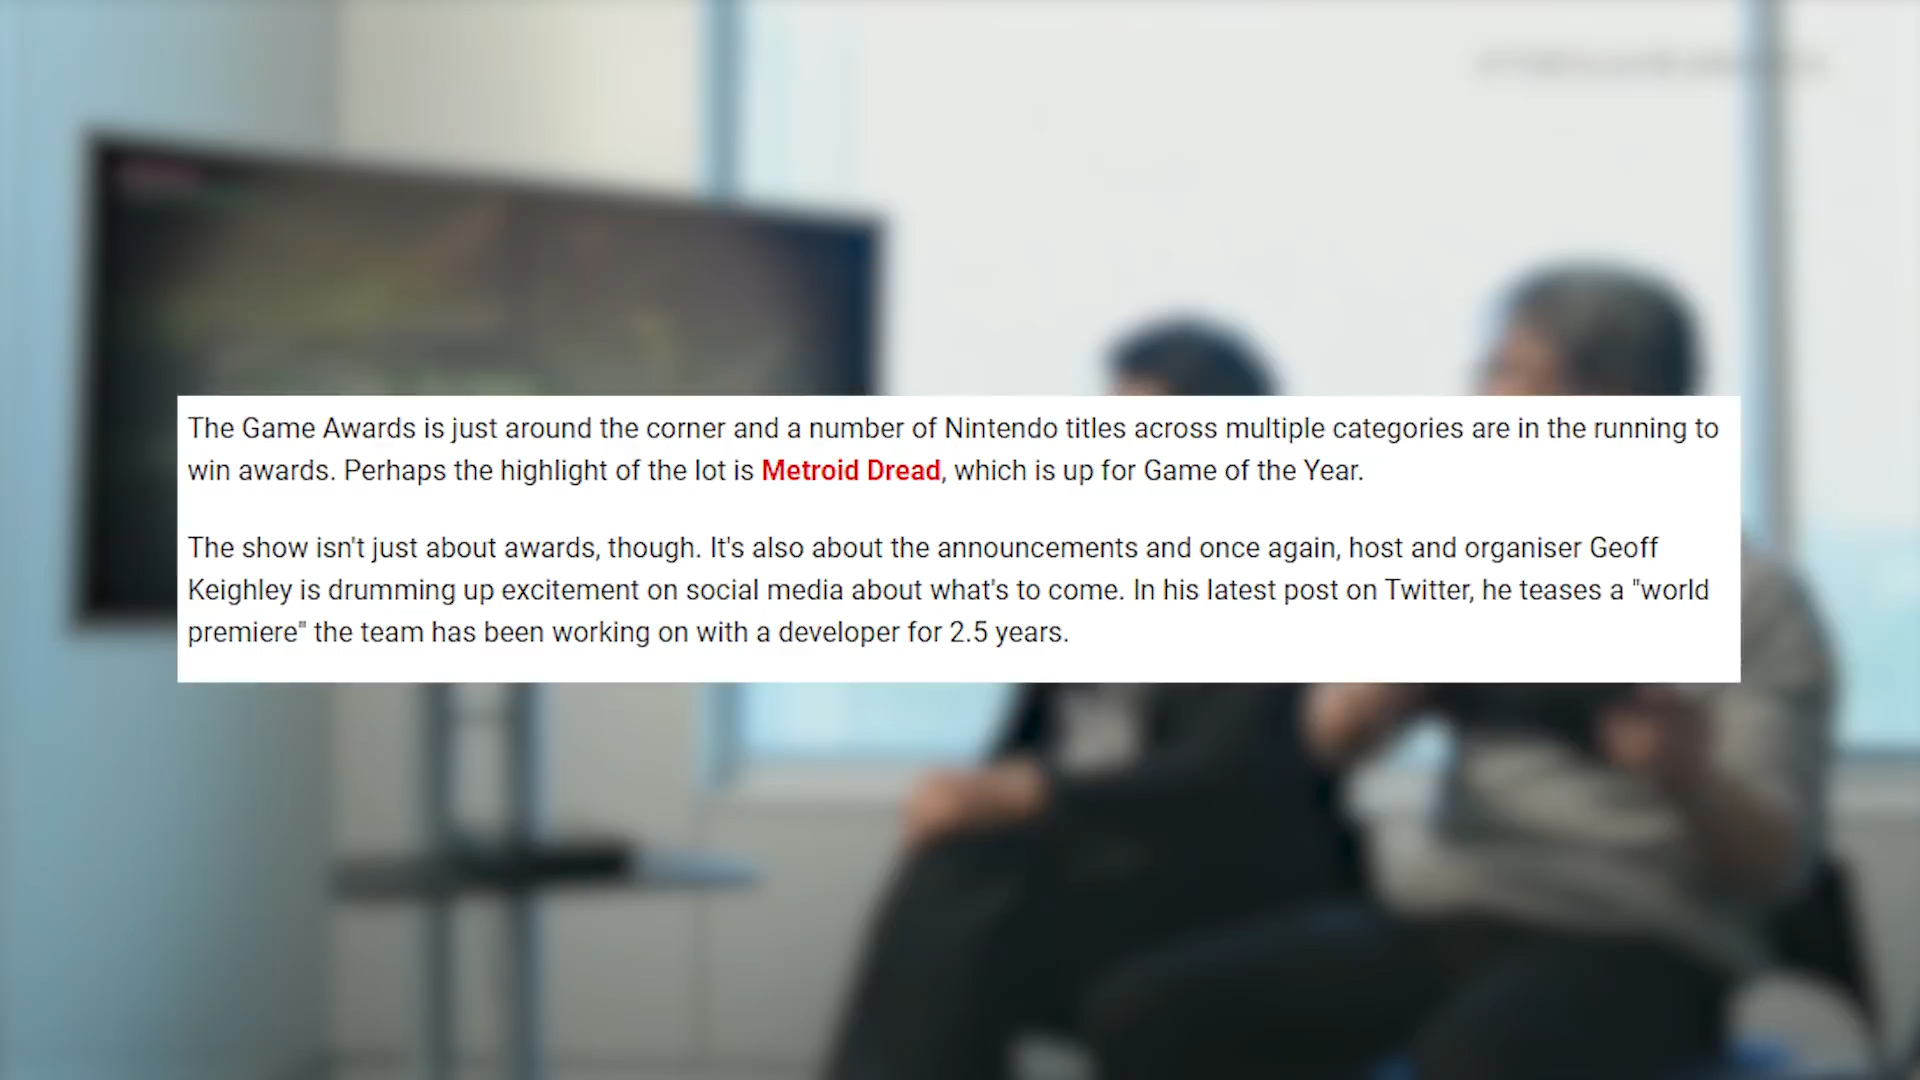 The Game Awards is just around the corner and a number of Nintendo titles across multiple categories are in the running to
win awards. Perhaps the highlight of the lot is Metroid Dread, which is up for Game of the Year.
The show isn't just about awards, though. It's also about the announcements and once again, host and organiser Geoff
Keighley is drumming up excitement on social media about what's to come. In his latest post on Twitter, he teases a "world
premiere" the team has been working on with a developer for 2.5 years.